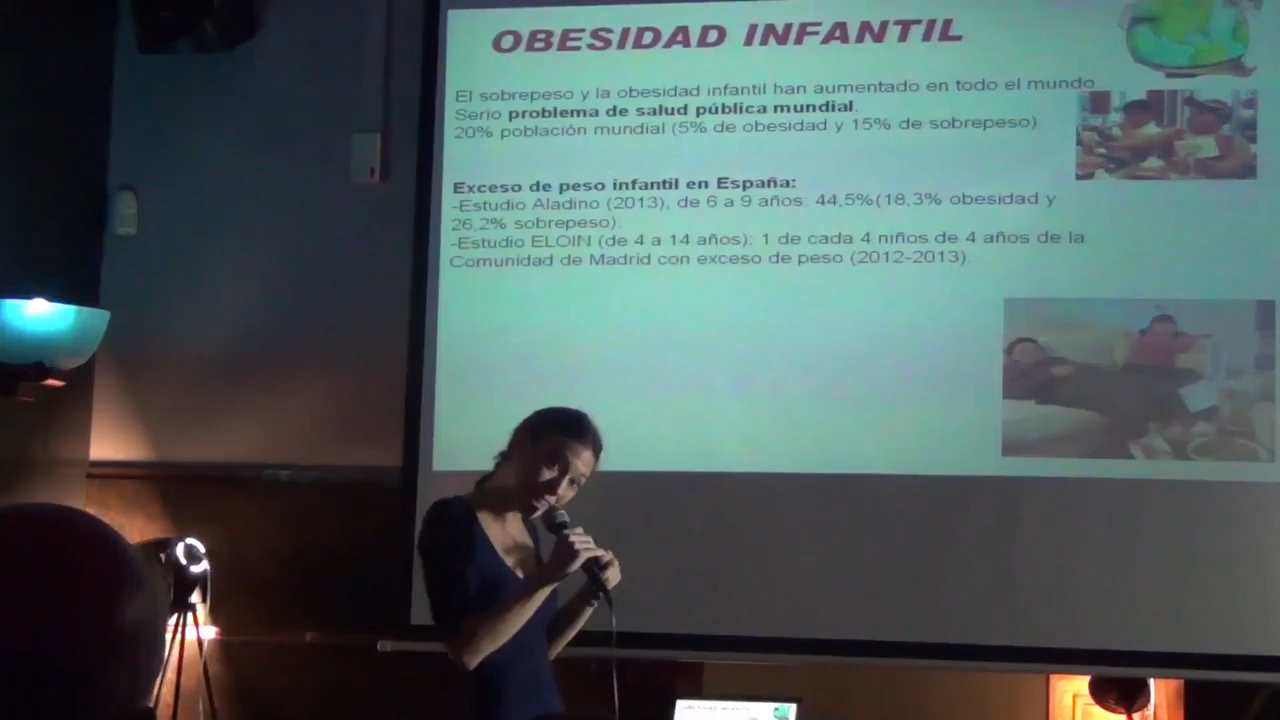 OBESIDAD INFANTIL
El sobrepeso y la obesidad infantil han aumentado en todo el mundo
Serio problema de salud pública mundial.
20% población mundial (5% de obesidad y 15% de sobrepeso)
Exceso de peso infantil en España:
-Estudio Aladino (2013), de 6 a 9 años: 44,5%(18,3% obesidad y
26,2% sobrepeso).
-Estudio ELOIN (de 4 a 14 años): 1 de cada 4 niños de 4 años de la
Comunidad de Madrid con exceso de peso (2012-2013).